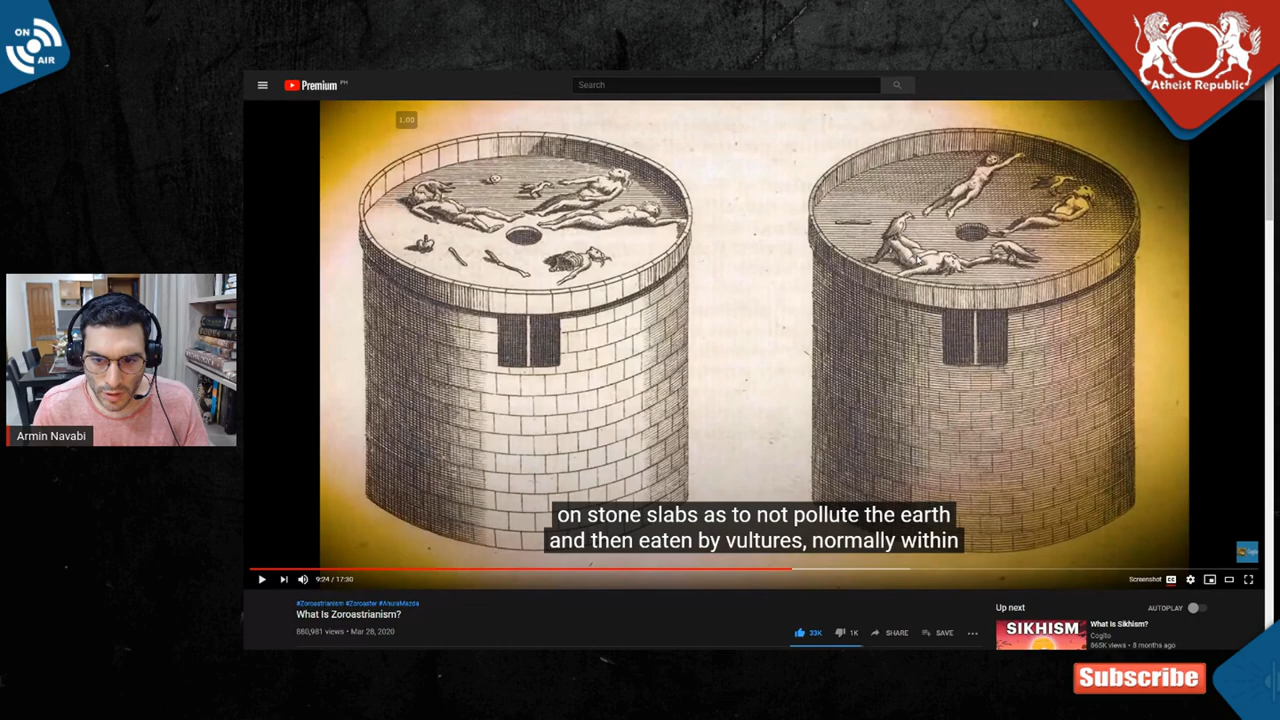 ON
AIR
Atheist Republic
Premium PH
Search
1.00
Armin Navabi
on stone slabs as to not pollute the earth
and then eaten by vultures, normally within
9:24 / 17:30
Screenshot
CC
#Zoroastrianism #Zoroaster #AhuraMazda
What Is Zoroastrianism?
860,981 views • Mar 28, 2020
33K
1K
SHARE
SAVE
Up next
AUTOPLAY
SIKHISM
What Is Sikhism?
Cogito
865K views • 8 months ago
Subscribe